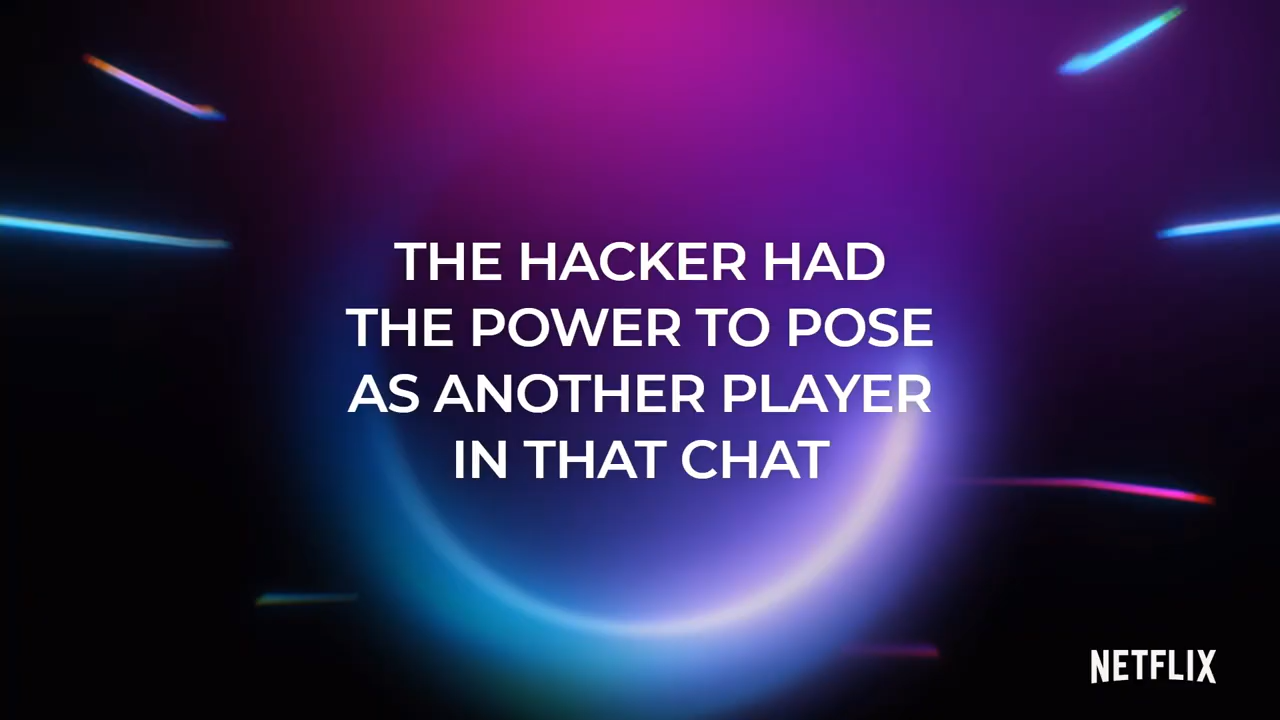 THE HACKER HAD
THE POWER TO POSE
AS ANOTHER PLAYER
IN THAT CHAT
NETFLIX